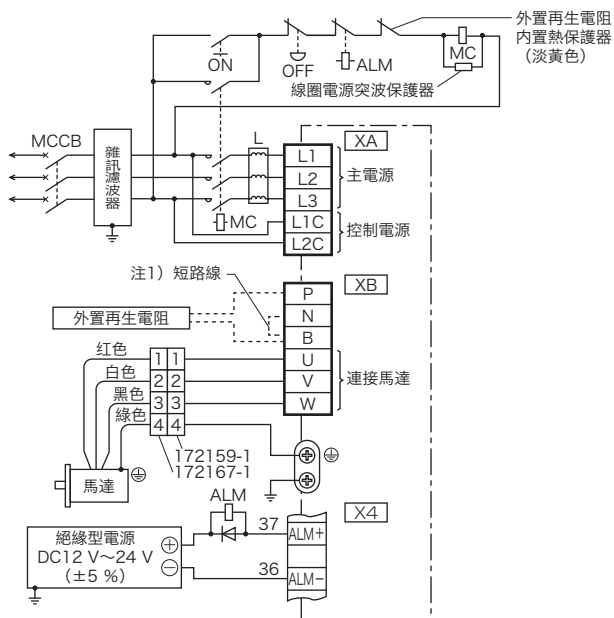 外置再生電阻
內置熱保護器
（淡黃色）
ON
OFF
ALM
MC
線圈電源突波保護器
MCCB
雜訊濾波器
L
MC
XA
L1
L2
L3
L1C
L2C
主電源
控制電源
注1）短路線
外置再生電阻
XB
P
N
B
U
V
W
連接馬達
红色
白色
黑色
綠色
1 1
2 2
3 3
4 4
172159-1
172167-1
馬達
ALM
37
36
X4
ALM+
ALM−
絕緣型電源
DC12 V～24 V
（±5 %）